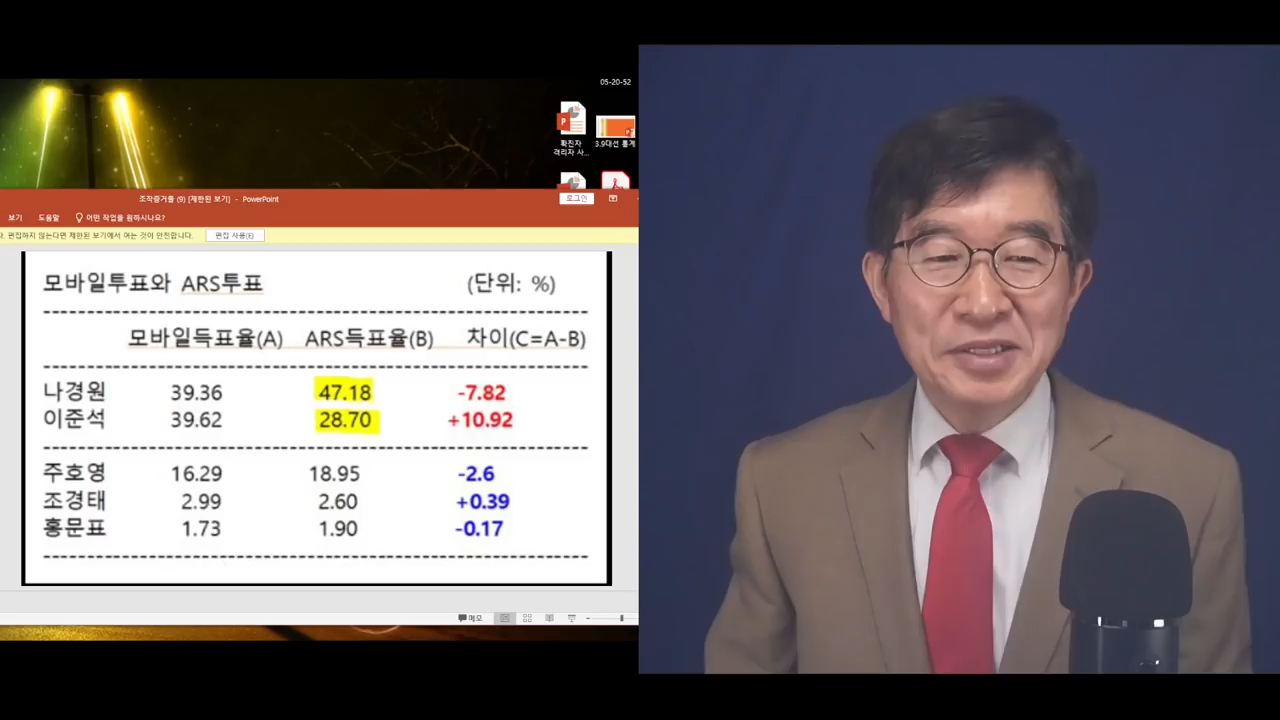 05-20-52
확진자
격리자 사...
3.9대선 통계
조작증거들 (9) [제한된 보기] - PowerPoint
로그인
보기 도움말 어떤 작업을 원하시나요?
편집하지 않는다면 제한된 보기에서 여는 것이 안전합니다. 편집 사용(E)
모바일투표와 ARS투표 (단위: %)
모바일득표율(A) ARS득표율(B) 차이(C=A-B)
나경원 39.36 47.18 -7.82
이준석 39.62 28.70 +10.92
주호영 16.29 18.95 -2.6
조경태 2.99 2.60 +0.39
홍문표 1.73 1.90 -0.17
메모